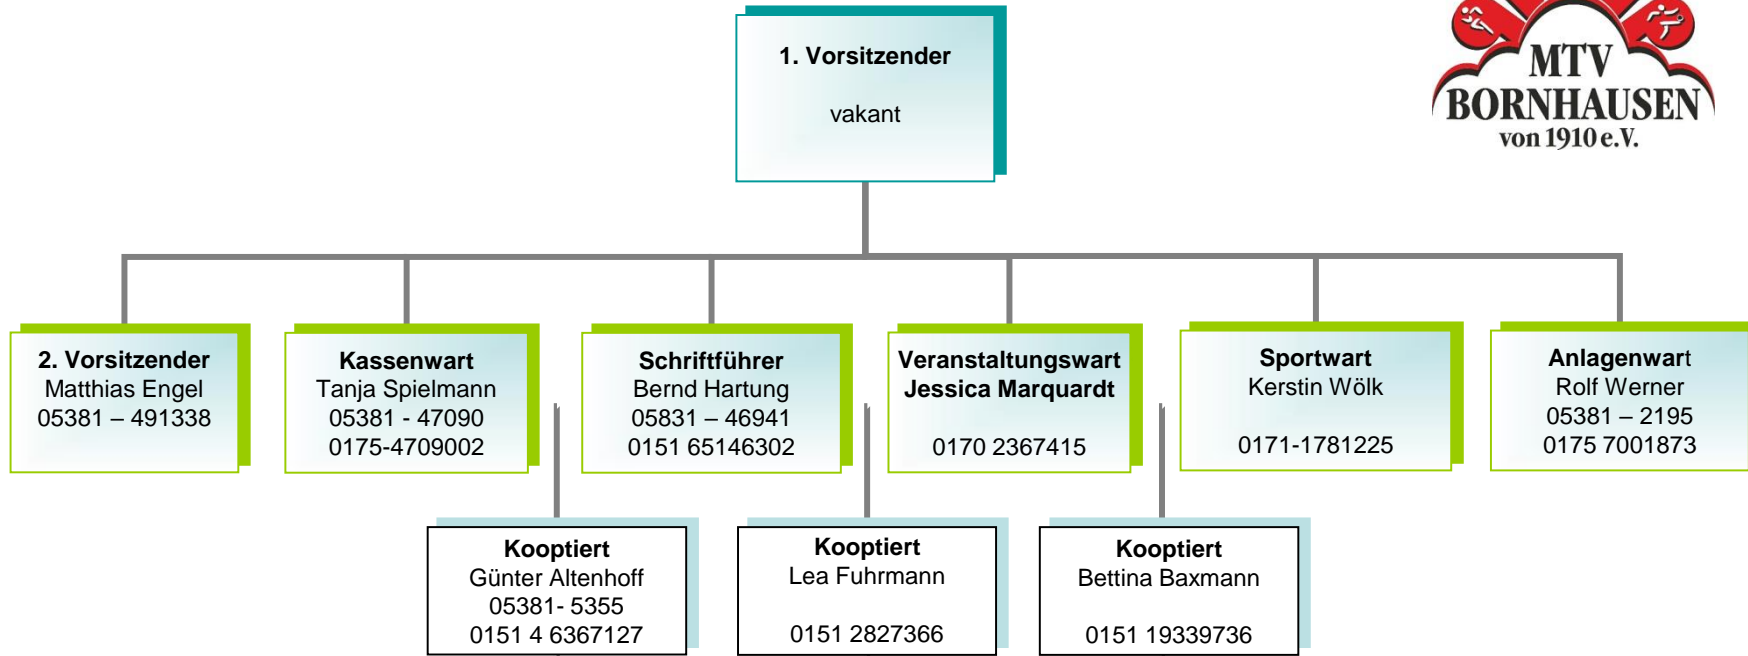 1. Vorsitzender
vakant
MTV
BORNHAUSEN
von 1910 e.V.
2. Vorsitzender
Matthias Engel
05381 – 491338
Kassenwart
Tanja Spielmann
05381 - 47090
0175-4709002
Schriftführer
Bernd Hartung
05831 – 46941
0151 65146302
Veranstaltungswart
Jessica Marquardt
0170 2367415
Sportwart
Kerstin Wölk
0171-1781225
Anlagenwart
Rolf Werner
05381 – 2195
0175 7001873
Kooptiert
Günter Altenhoff
05381- 5355
0151 4 6367127
Kooptiert
Lea Fuhrmann
0151 2827366
Kooptiert
Bettina Baxmann
0151 19339736